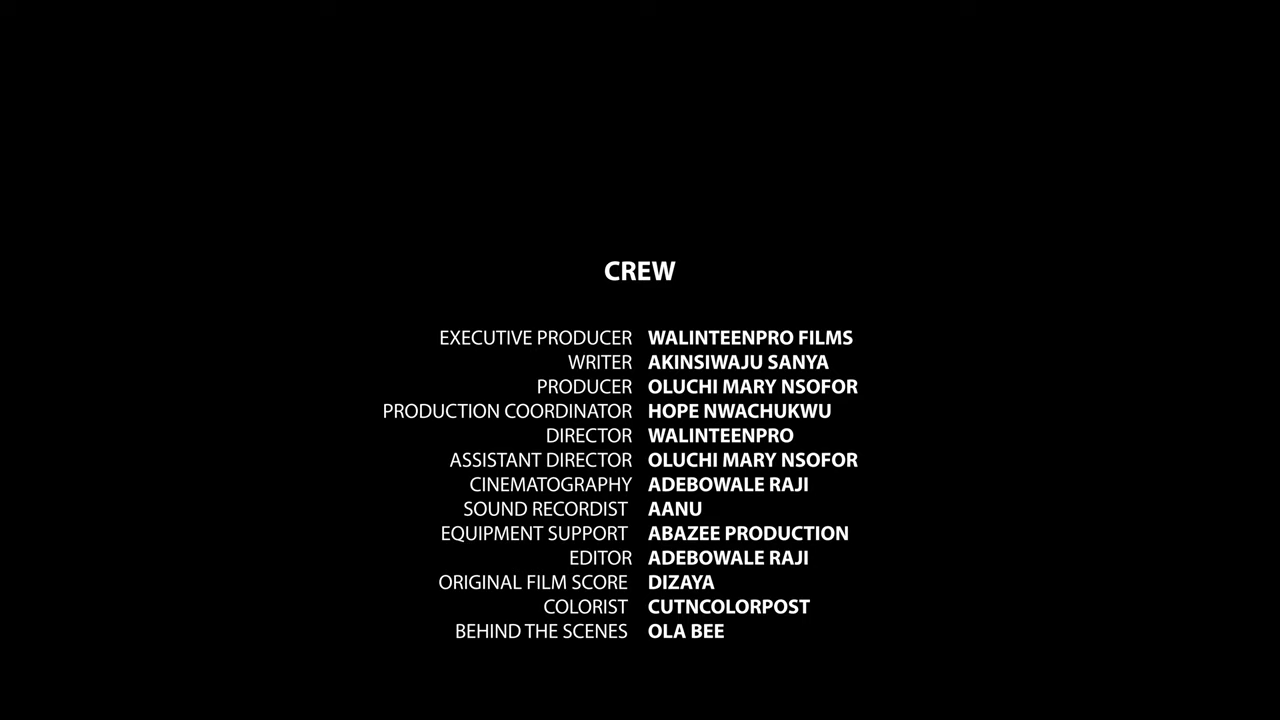 CREW
EXECUTIVE PRODUCER WALINTEENPRO FILMS
WRITER AKINSIWAJU SANYA
PRODUCER OLUCHI MARY NSOFOR
PRODUCTION COORDINATOR HOPE NWACHUKWU
DIRECTOR WALINTEENPRO
ASSISTANT DIRECTOR OLUCHI MARY NSOFOR
CINEMATOGRAPHY ADEBOWALE RAJI
SOUND RECORDIST AANU
EQUIPMENT SUPPORT ABAZEE PRODUCTION
EDITOR ADEBOWALE RAJI
ORIGINAL FILM SCORE DIZAYA
COLORIST CUTNCOLORPOST
BEHIND THE SCENES OLA BEE